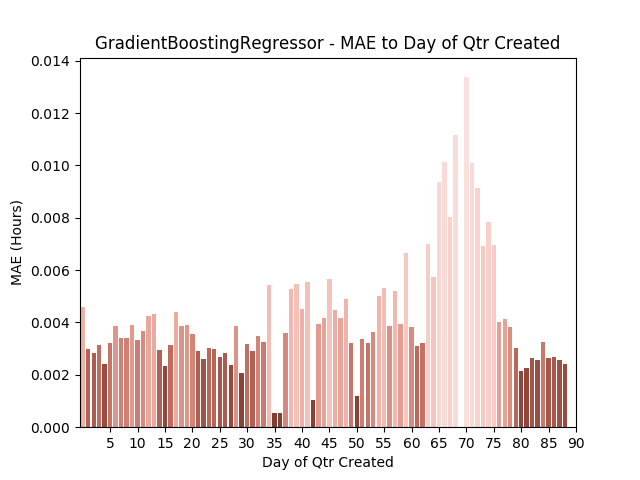 GradientBoostingRegressor - MAE to Day of Qtr Created
0.014
0.012
0.010
0.008
0.006
0.004
0.002
0.000
MAE (Hours)
5 10 15 20 25 30 35 40 45 50 55 60 65 70 75 80 85 90
Day of Qtr Created